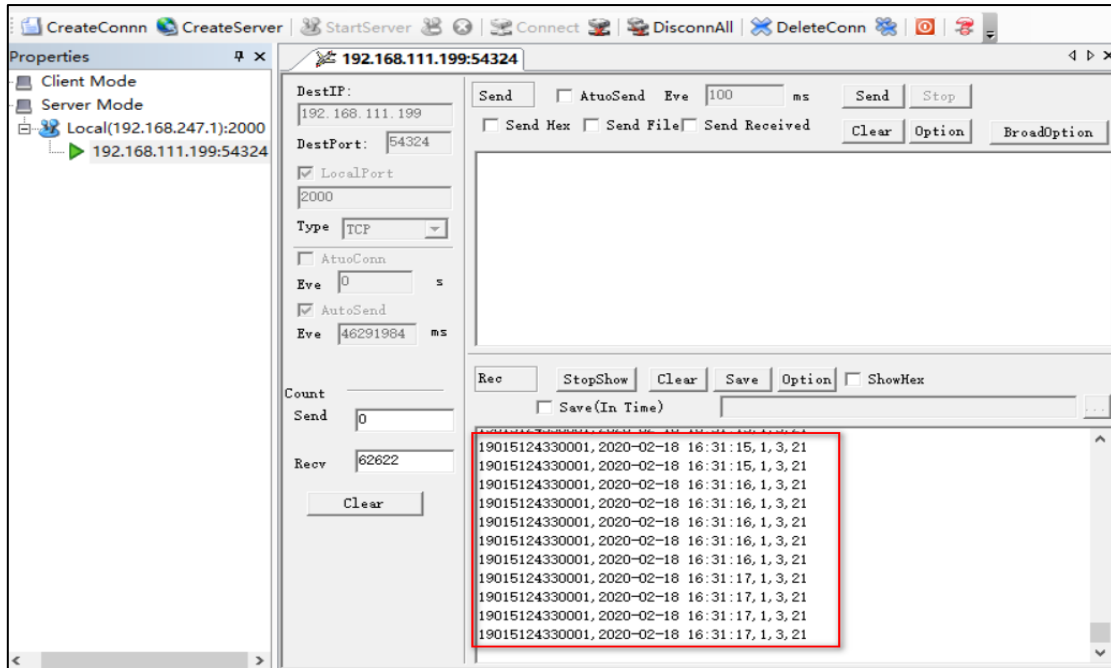 CreateConnn CreateServer StartServer Connect DisconnAll DeleteConn
Properties
Client Mode
Server Mode
Local(192.168.247.1):2000
192.168.111.199:54324
192.168.111.199:54324
DestIP:
192.168.111.199
DestPort: 54324
LocalPort
2000
Type TCP
AtuoConn
Eve 0 s
AutoSend
Eve 46291984 ms
Count
Send 0
Recv 62622
Clear
Send AtuoSend Eve 100 ms Send Stop
Send Hex Send File Send Received Clear Option BroadOption
Rec StopShow Clear Save Option ShowHex
Save(In Time) ...
19015124330001,2020-02-18 16:31:15,1,3,21
19015124330001,2020-02-18 16:31:15,1,3,21
19015124330001,2020-02-18 16:31:16,1,3,21
19015124330001,2020-02-18 16:31:16,1,3,21
19015124330001,2020-02-18 16:31:16,1,3,21
19015124330001,2020-02-18 16:31:16,1,3,21
19015124330001,2020-02-18 16:31:16,1,3,21
19015124330001,2020-02-18 16:31:17,1,3,21
19015124330001,2020-02-18 16:31:17,1,3,21
19015124330001,2020-02-18 16:31:17,1,3,21
19015124330001,2020-02-18 16:31:17,1,3,21